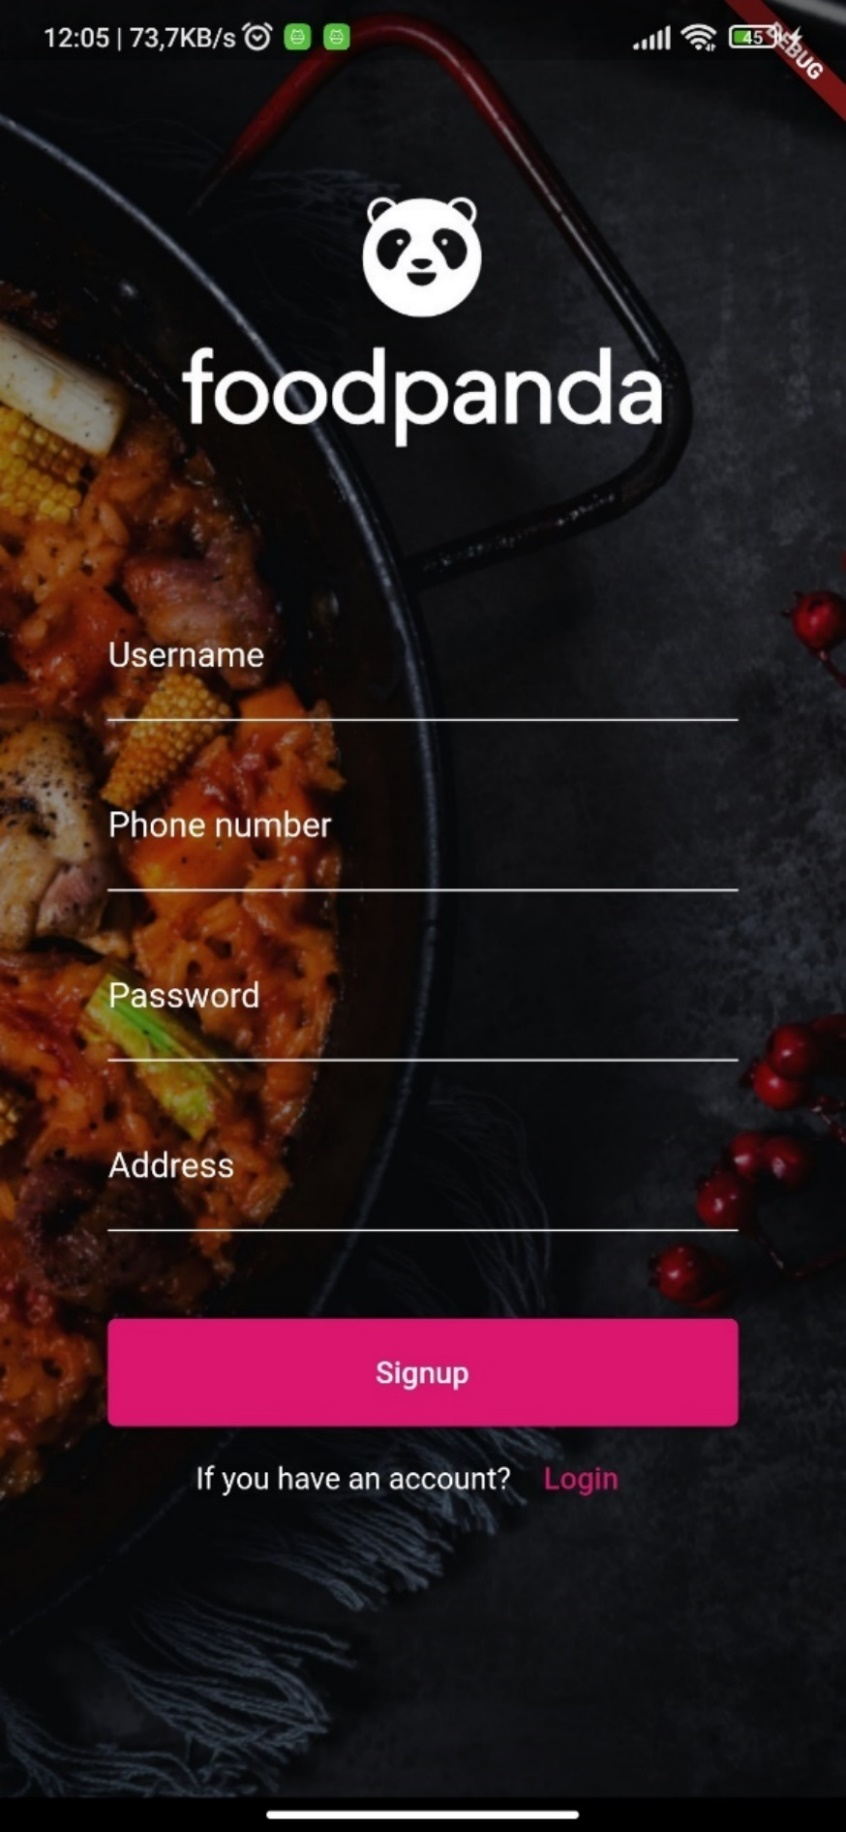 12:05 | 73,7KB/s 45
DEBUG
foodpanda
Username
Phone number
Password
Address
Signup
If you have an account? Login